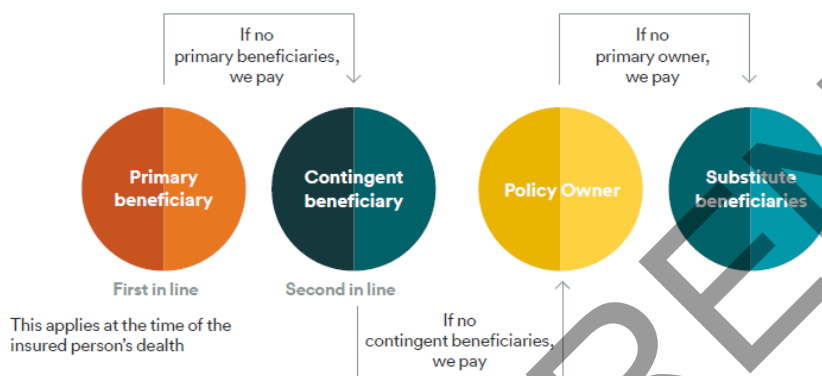 If no
primary beneficiaries,
we pay
If no
primary owner,
we pay
Primary
beneficiary
Contingent
beneficiary
Policy Owner
Substitute
beneficiaries
First in line
Second in line
This applies at the time of the
insured person's dealth
If no
contingent beneficiaries,
we pay